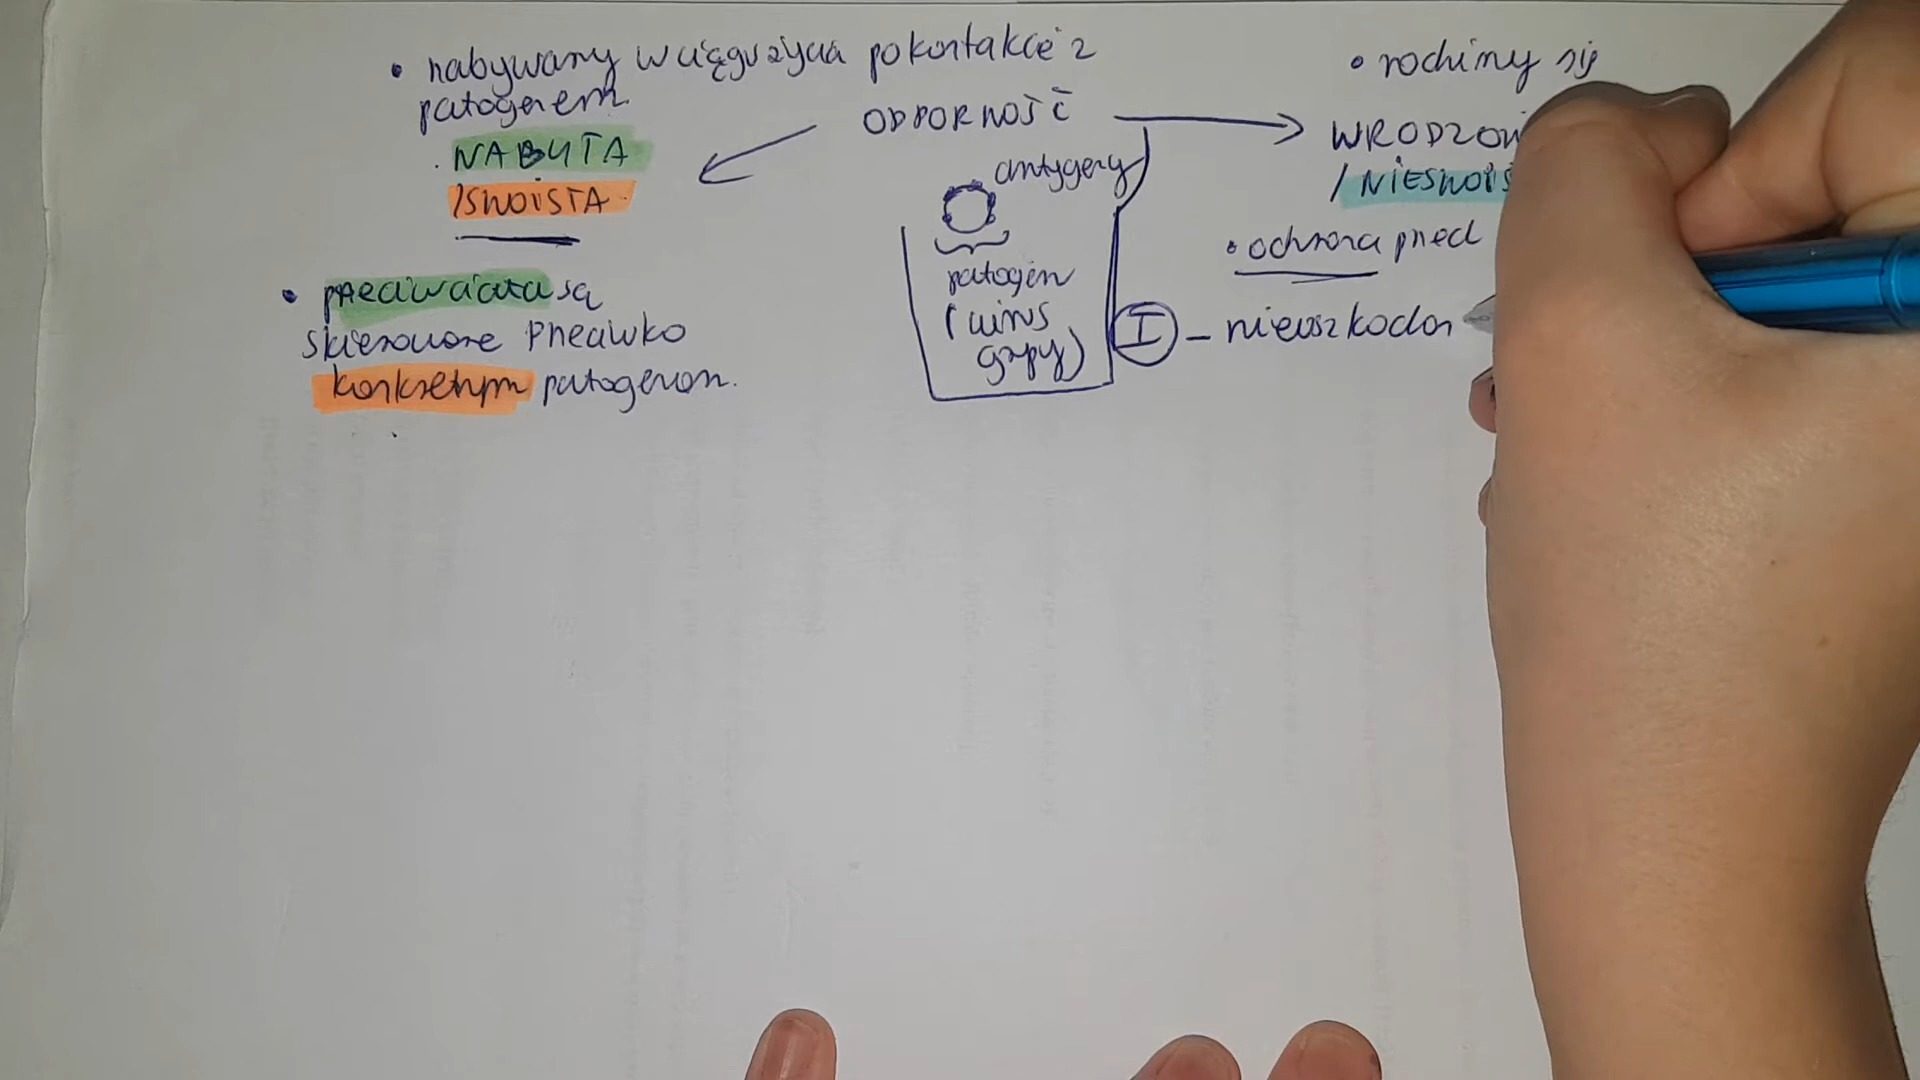 • nabywany w ciągu życia po kontakcie z
patogenem.
ODPORNOŚĆ
NABYTA
/SWOISTA
• przeciwciała są
skierowane przeciwko
konkretnym patogenom.
antygeny
patogen
(wirus
grypy)
• rodzimy się
WRODZON
/NIESWOIS
• ochrona przed
I - nieuszkodzon